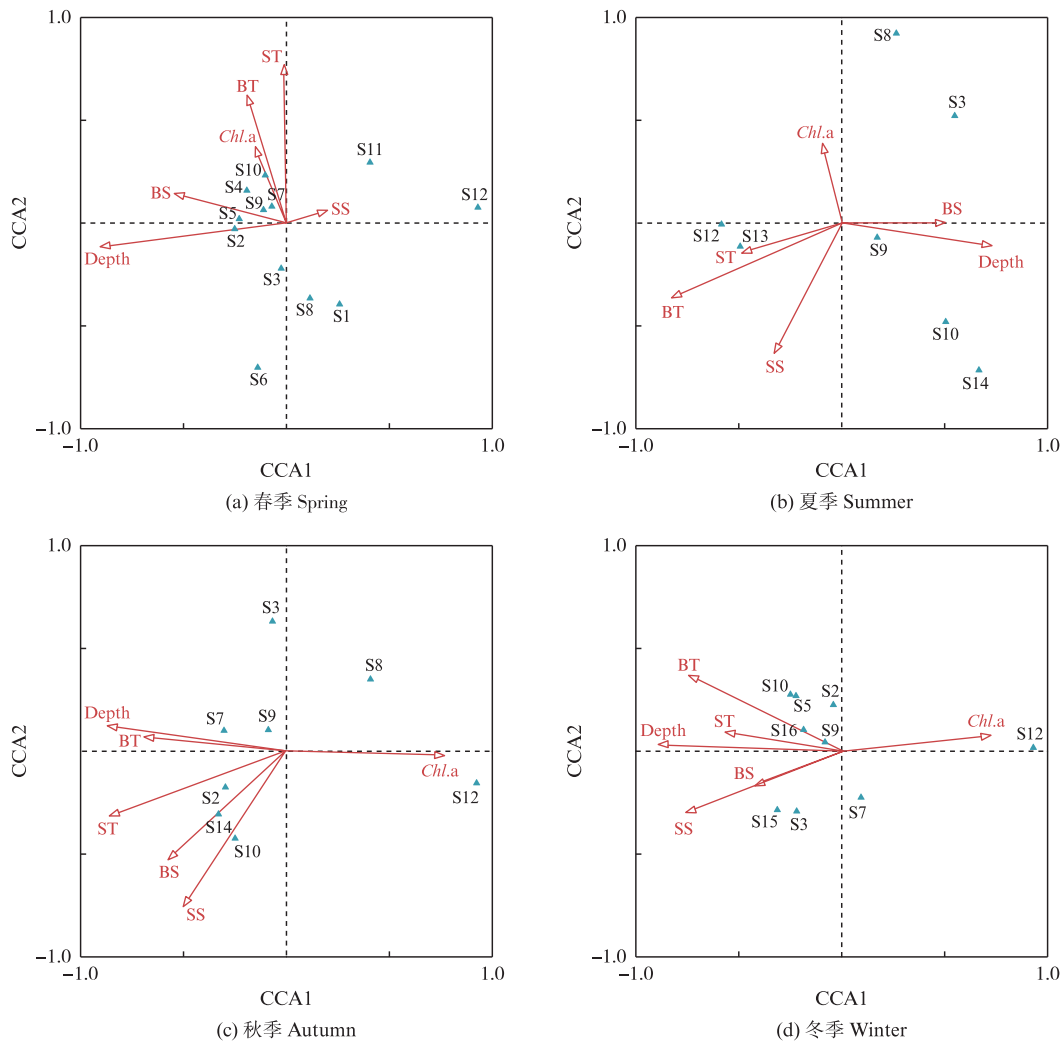 1.0
ST
BT
Chl.a
S11
S10
S4
S7
BS
S9
S12
SS
S5
S2
Depth
S3
S8
S1
S6
CCA2
-1.0
-1.0
1.0
CCA1
(a) 春季 Spring
1.0
S8
S3
Chl.a
BS
S12
S13
ST
S9
Depth
BT
S10
SS
S14
CCA2
-1.0
-1.0
1.0
CCA1
(b) 夏季 Summer
1.0
S3
S8
Depth
S7
S9
BT
Chl.a
S12
S2
ST
S14
S10
BS
SS
CCA2
-1.0
-1.0
1.0
CCA1
(c) 秋季 Autumn
1.0
BT
S10
S5
S2
ST
Chl.a
Depth
S16
S9
S12
BS
SS
S15
S3
S7
CCA2
-1.0
-1.0
1.0
CCA1
(d) 冬季 Winter